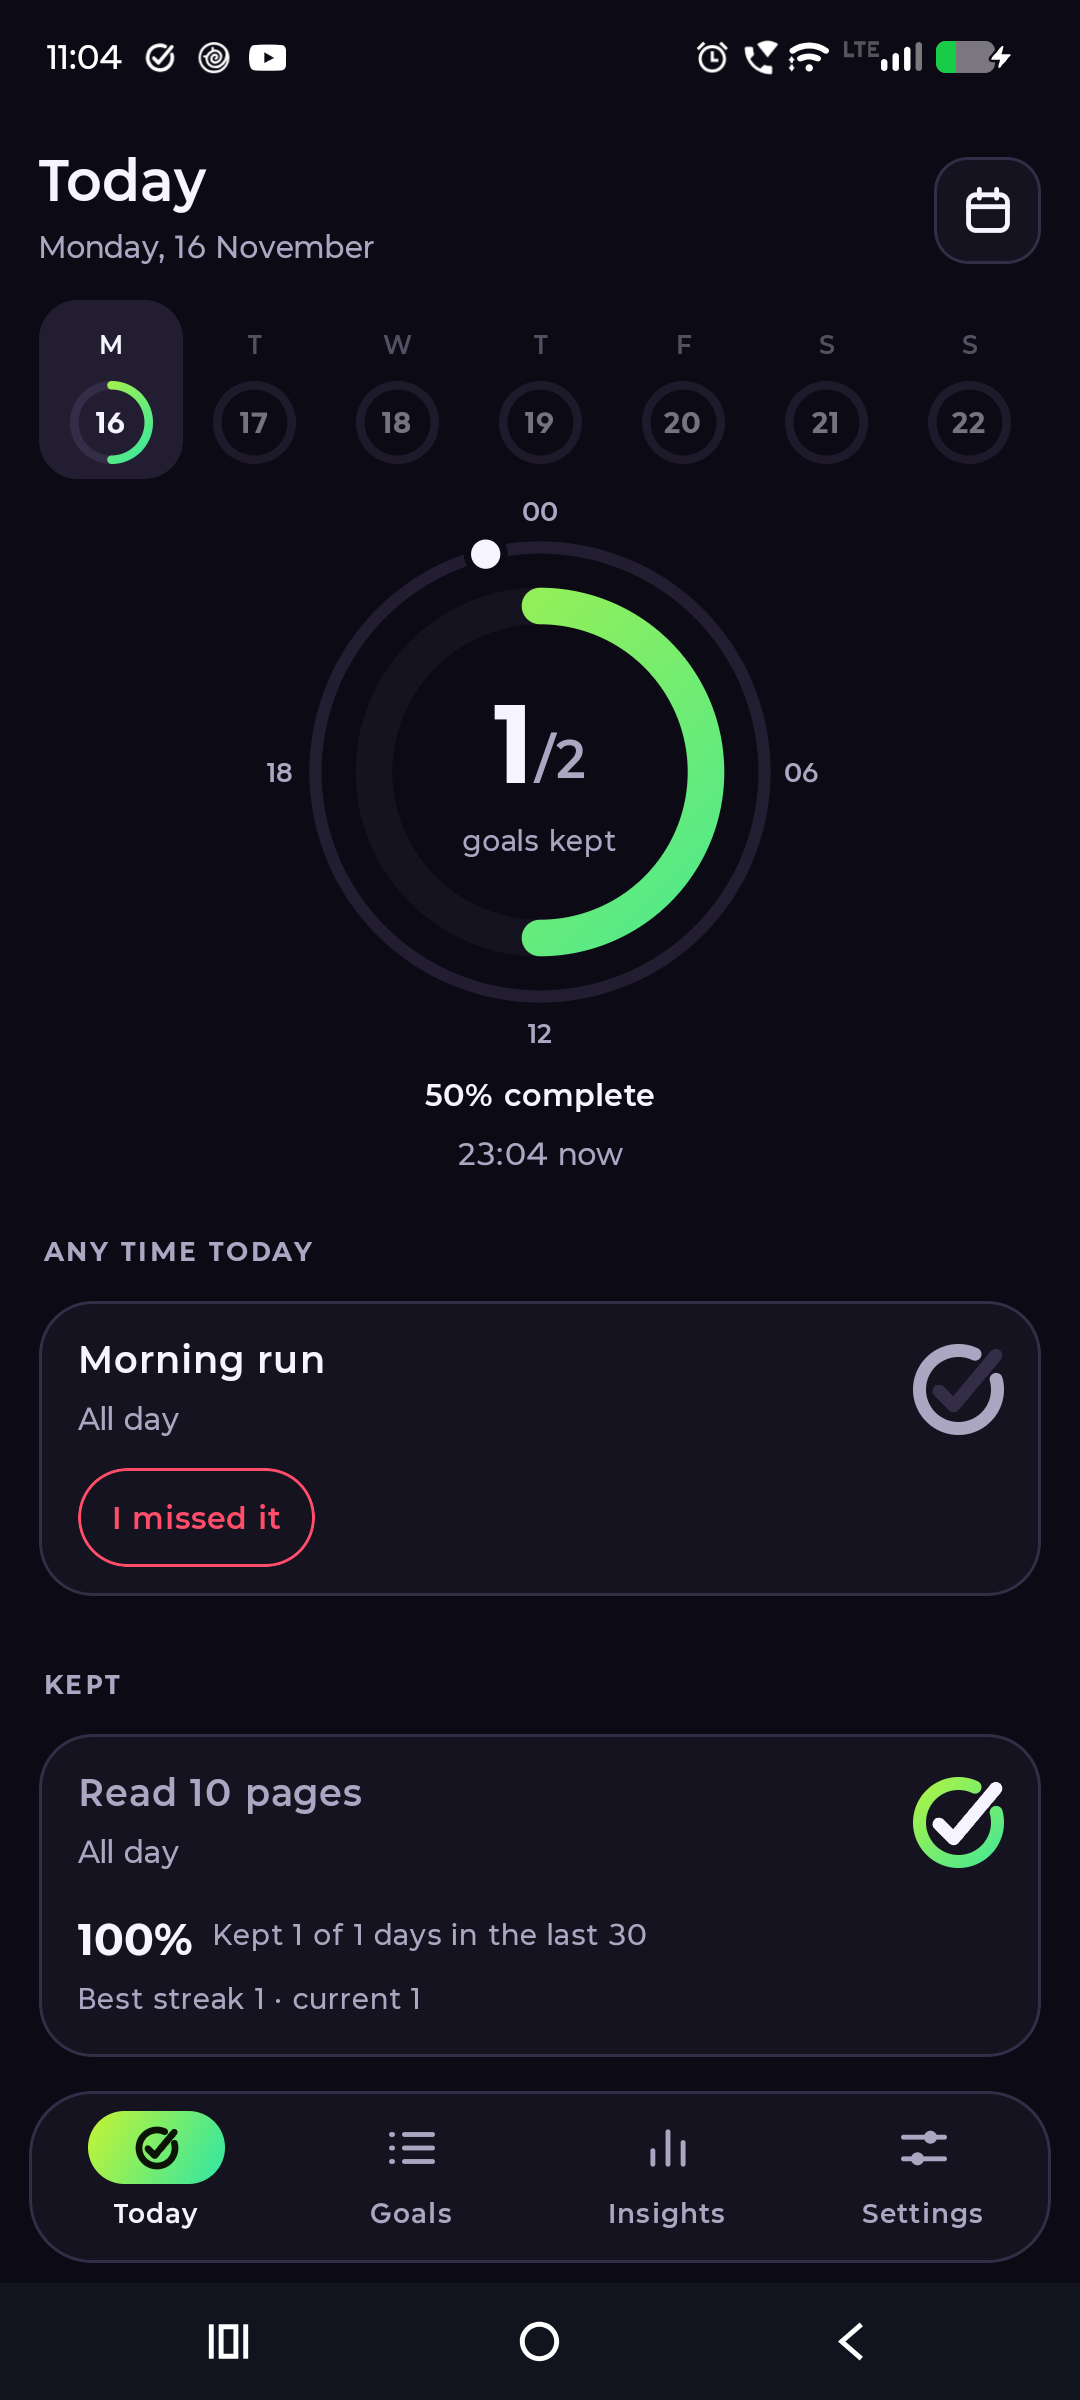 11:04
LTE
Today
Monday, 16 November
M T W T F S S
16 17 18 19 20 21 22
00
18
06
12
1/2
goals kept
50% complete
23:04 now
ANY TIME TODAY
Morning run
All day
I missed it
KEPT
Read 10 pages
All day
100% Kept 1 of 1 days in the last 30
Best streak 1 · current 1
Today Goals Insights Settings